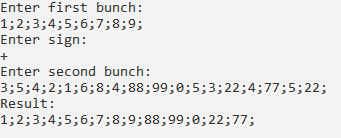 Enter first bunch:
1;2;3;4;5;6;7;8;9;
Enter sign:
+
Enter second bunch:
3;5;4;2;1;6;8;4;88;99;0;5;3;22;4;77;5;22;
Result:
1;2;3;4;5;6;7;8;9;88;99;0;22;77;